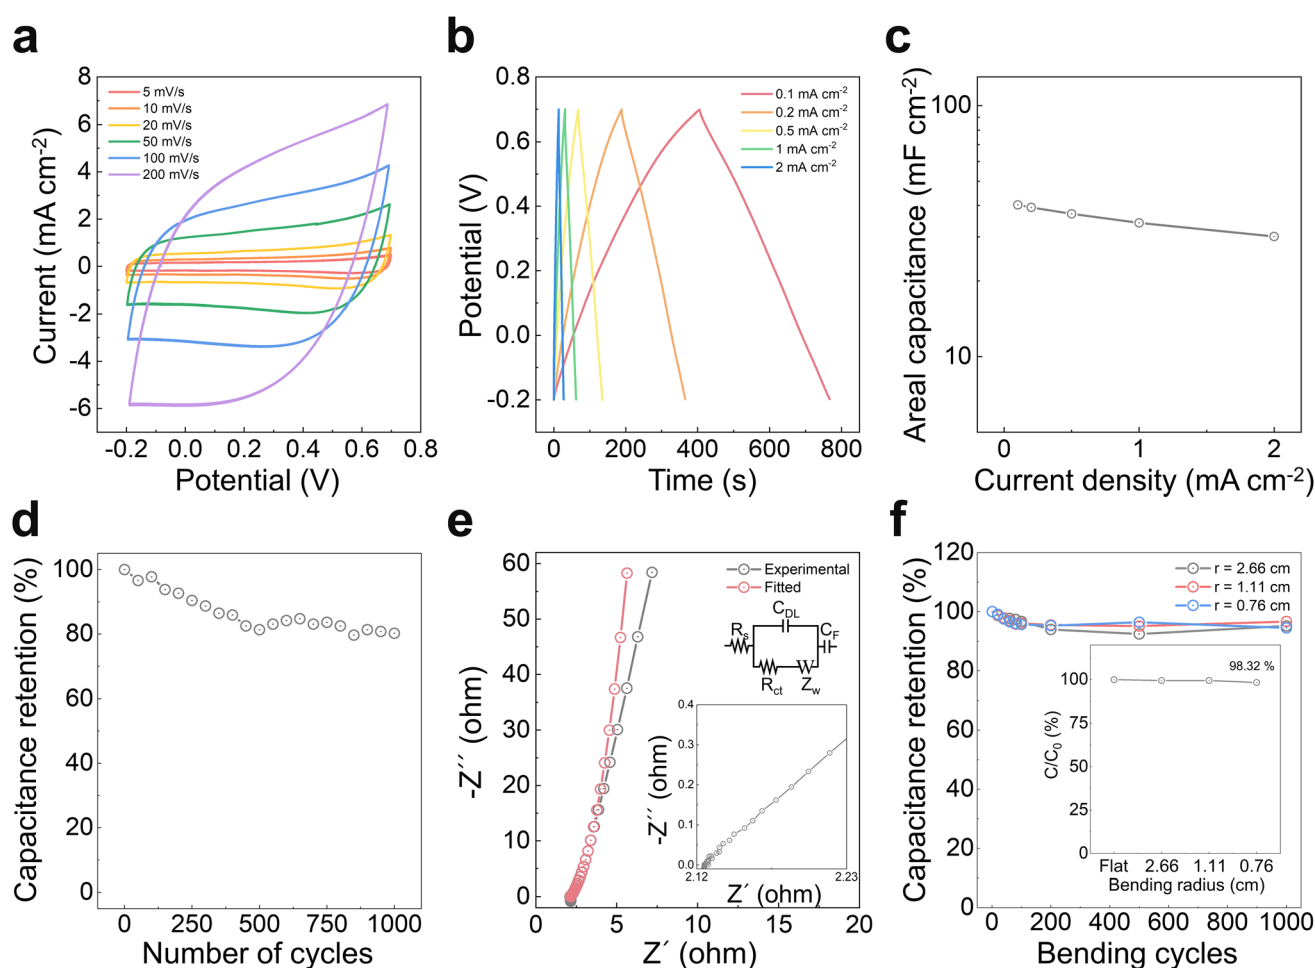 a
8
6
4
2
0
-2
-4
-6
Current (mA cm-2)
5 mV/s
10 mV/s
20 mV/s
50 mV/s
100 mV/s
200 mV/s
-0.2 0.0 0.2 0.4 0.6 0.8
Potential (V)
b
0.8
0.6
0.4
0.2
0.0
-0.2
Potential (V)
0.1 mA cm-2
0.2 mA cm-2
0.5 mA cm-2
1 mA cm-2
2 mA cm-2
0 200 400 600 800
Time (s)
c
100
10
Areal capacitance (mF cm-2)
1 2
Current density (mA cm-2)
d
100
80
60
40
20
0
Capacitance retention (%)
0 250 500 750 1000
Number of cycles
e
60
50
40
30
20
10
0
-Z´´ (ohm)
Experimental
Fitted
CDL
Rs
CF
Rct
W
Zw
0.4
0.3
0.2
0.1
0.0
-Z´´ (ohm)
2.12 2.23
Z´ (ohm)
0 5 10 15 20
Z´ (ohm)
f
120
100
80
60
40
20
0
Capacitance retention (%)
r = 2.66 cm
r = 1.11 cm
r = 0.76 cm
98.32 %
100
75
50
25
0
C/C0 (%)
Flat 2.66 1.11 0.76
Bending radius (cm)
0 200 400 600 800 1000
Bending cycles